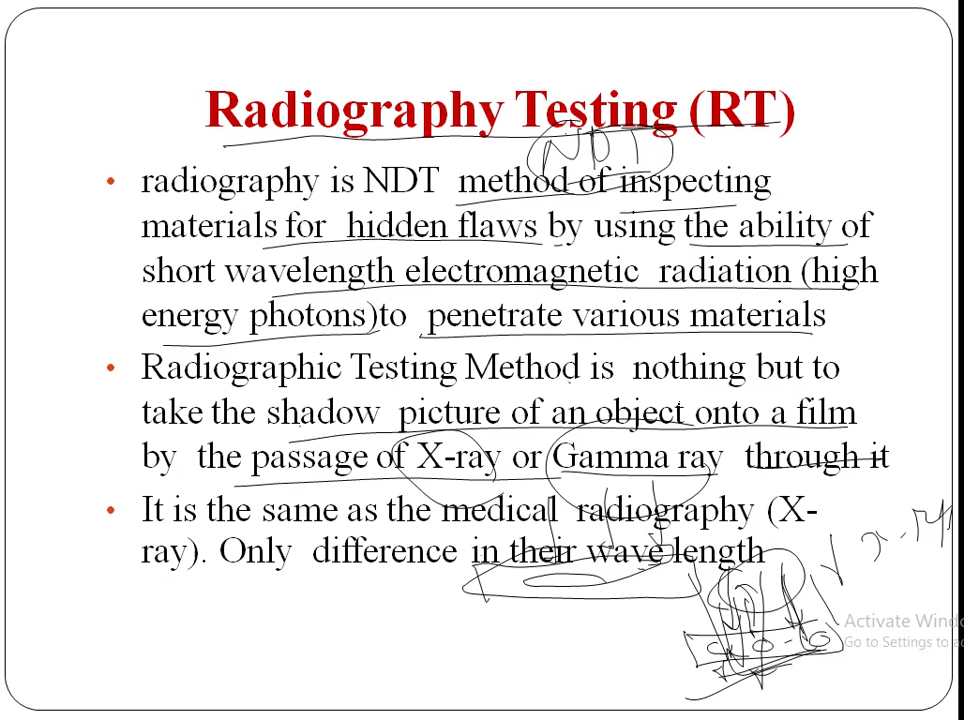 Radiography Testing (RT)
NDT
• radiography is NDT method of inspecting
materials for hidden flaws by using the ability of
short wavelength electromagnetic radiation (high
energy photons)to penetrate various materials
• Radiographic Testing Method is nothing but to
take the shadow picture of an object onto a film
by the passage of X-ray or Gamma ray through it
• It is the same as the medical radiography (X-
ray). Only difference in their wave length
x-ray
Activate Windo
Go to Settings to a